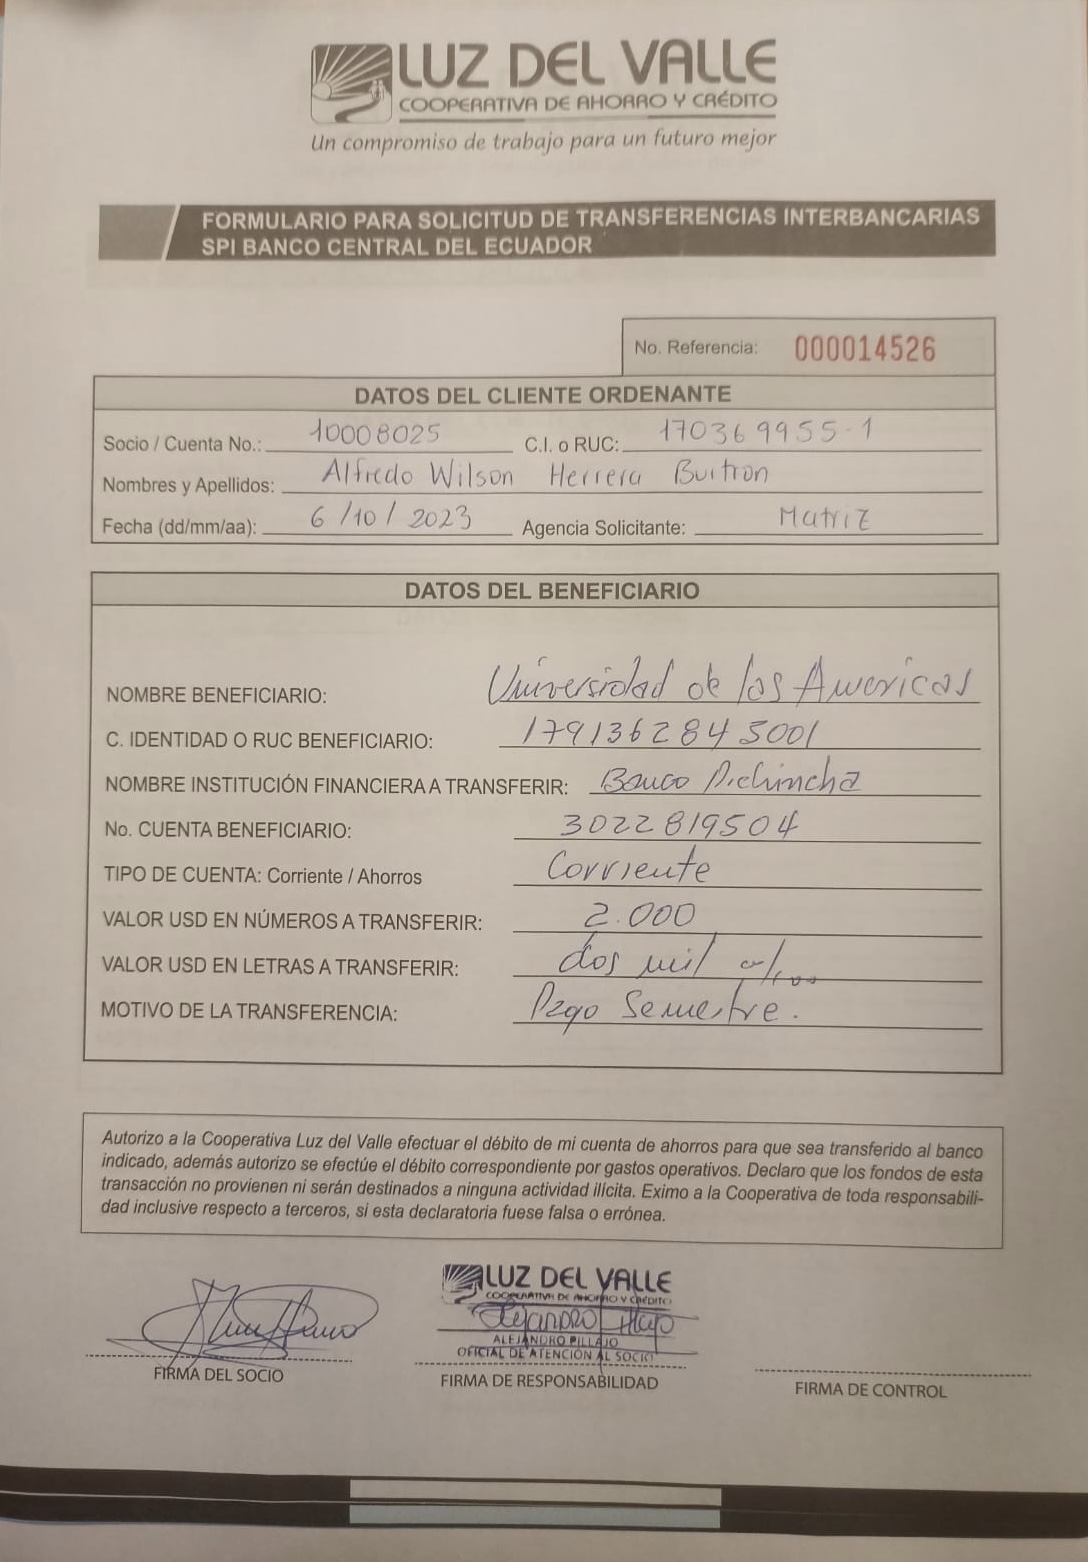 LUZ DEL VALLE
COOPERATIVA DE AHORRO Y CRÉDITO
Un compromiso de trabajo para un futuro mejor
FORMULARIO PARA SOLICITUD DE TRANSFERENCIAS INTERBANCARIAS
SPI BANCO CENTRAL DEL ECUADOR
No. Referencia: 000014526
DATOS DEL CLIENTE ORDENANTE
Socio / Cuenta No.: 10008025 C.I. o RUC: 170369955-1
Nombres y Apellidos: Alfredo Wilson Herrera Buitron
Fecha (dd/mm/aa): 6/10/2023 Agencia Solicitante: Matriz
DATOS DEL BENEFICIARIO
NOMBRE BENEFICIARIO: Universidad de las Americas
C. IDENTIDAD O RUC BENEFICIARIO: 1791362845001
NOMBRE INSTITUCIÓN FINANCIERA A TRANSFERIR: Banco Pichincha
No. CUENTA BENEFICIARIO: 3022819504
TIPO DE CUENTA: Corriente / Ahorros Corriente
VALOR USD EN NÚMEROS A TRANSFERIR: 2.000
VALOR USD EN LETRAS A TRANSFERIR: dos mil
MOTIVO DE LA TRANSFERENCIA: Pago Semestre.
Autorizo a la Cooperativa Luz del Valle efectuar el débito de mi cuenta de ahorros para que sea transferido al banco
indicado, además autorizo se efectúe el débito correspondiente por gastos operativos. Declaro que los fondos de esta
transacción no provienen ni serán destinados a ninguna actividad ilícita. Eximo a la Cooperativa de toda responsabili-
dad inclusive respecto a terceros, si esta declaratoria fuese falsa o errónea.
LUZ DEL VALLE
COOPERATIVA DE AHORRO Y CRÉDITO
ALEJANDRO PILLAJO
OFICIAL DE ATENCIÓN AL SOCIO
FIRMA DEL SOCIO FIRMA DE RESPONSABILIDAD FIRMA DE CONTROL